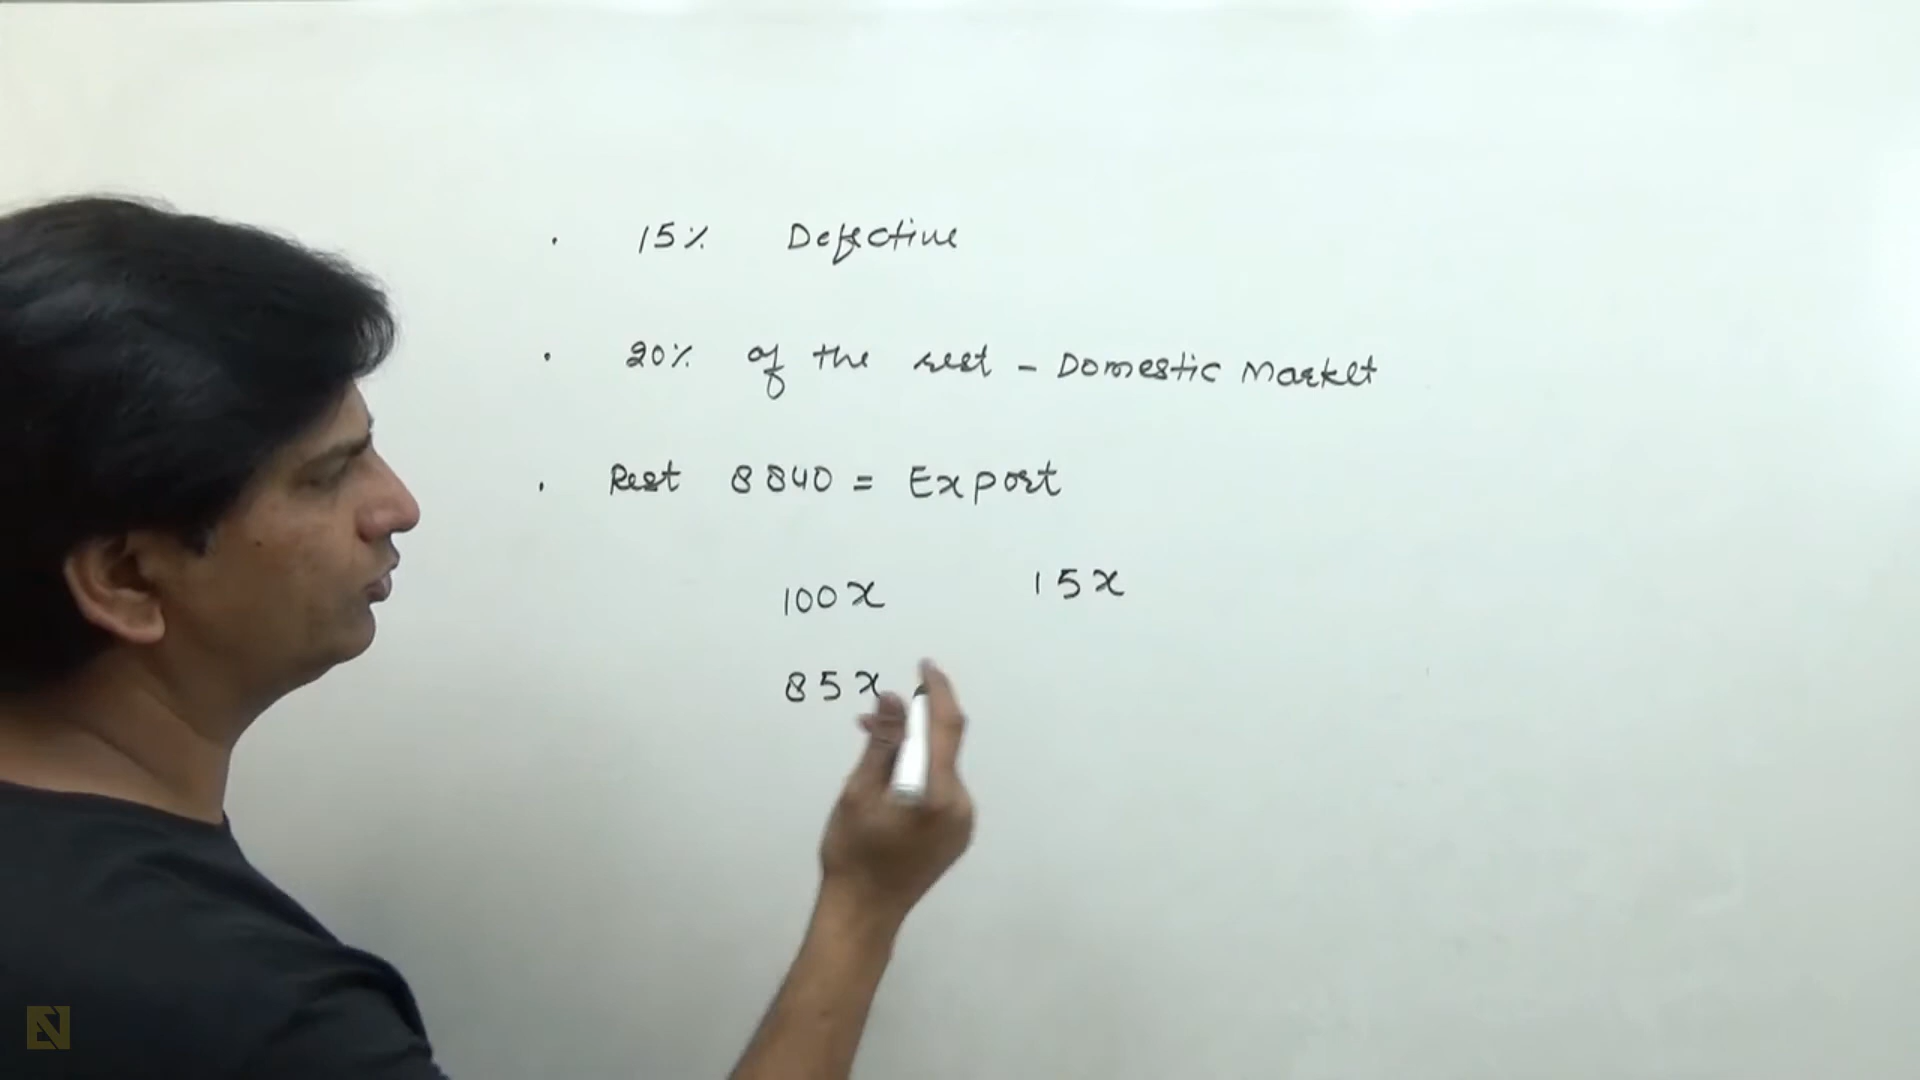 . 15% Defective
. 20% of the rest - Domestic Market
. Rest 8840 = Export
100x 15x
85x